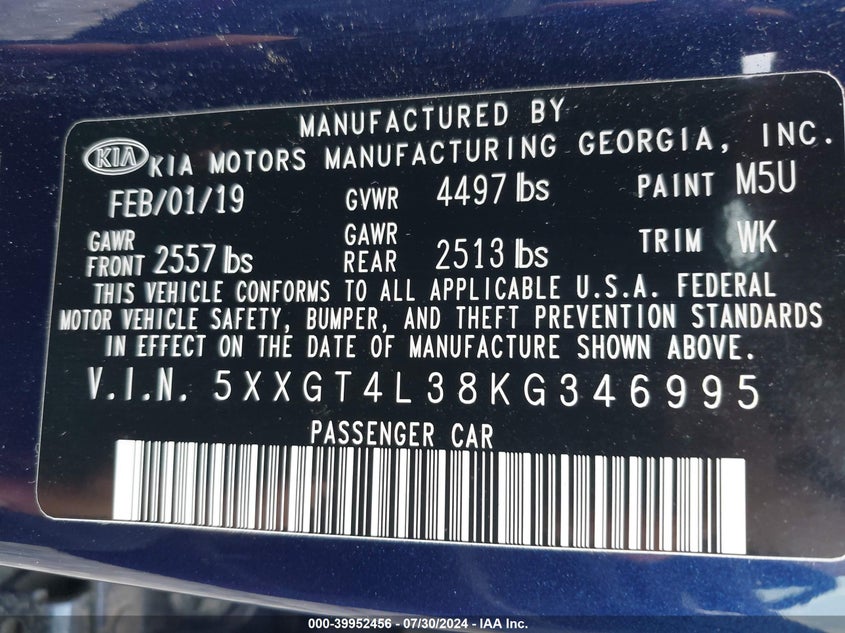 MANUFACTURED BY
KIA KIA MOTORS MANUFACTURING GEORGIA, INC.
FEB/01/19 GVWR 4497 lbs PAINT M5U
GAWR FRONT 2557 lbs GAWR REAR 2513 lbs TRIM WK
THIS VEHICLE CONFORMS TO ALL APPLICABLE U.S.A. FEDERAL
MOTOR VEHICLE SAFETY, BUMPER, AND THEFT PREVENTION STANDARDS
IN EFFECT ON THE DATE OF MANUFACTURE SHOWN ABOVE.
V.I.N. 5XXGT4L38KG346995
PASSENGER CAR
000-39952456 - 07/30/2024 - IAA Inc.